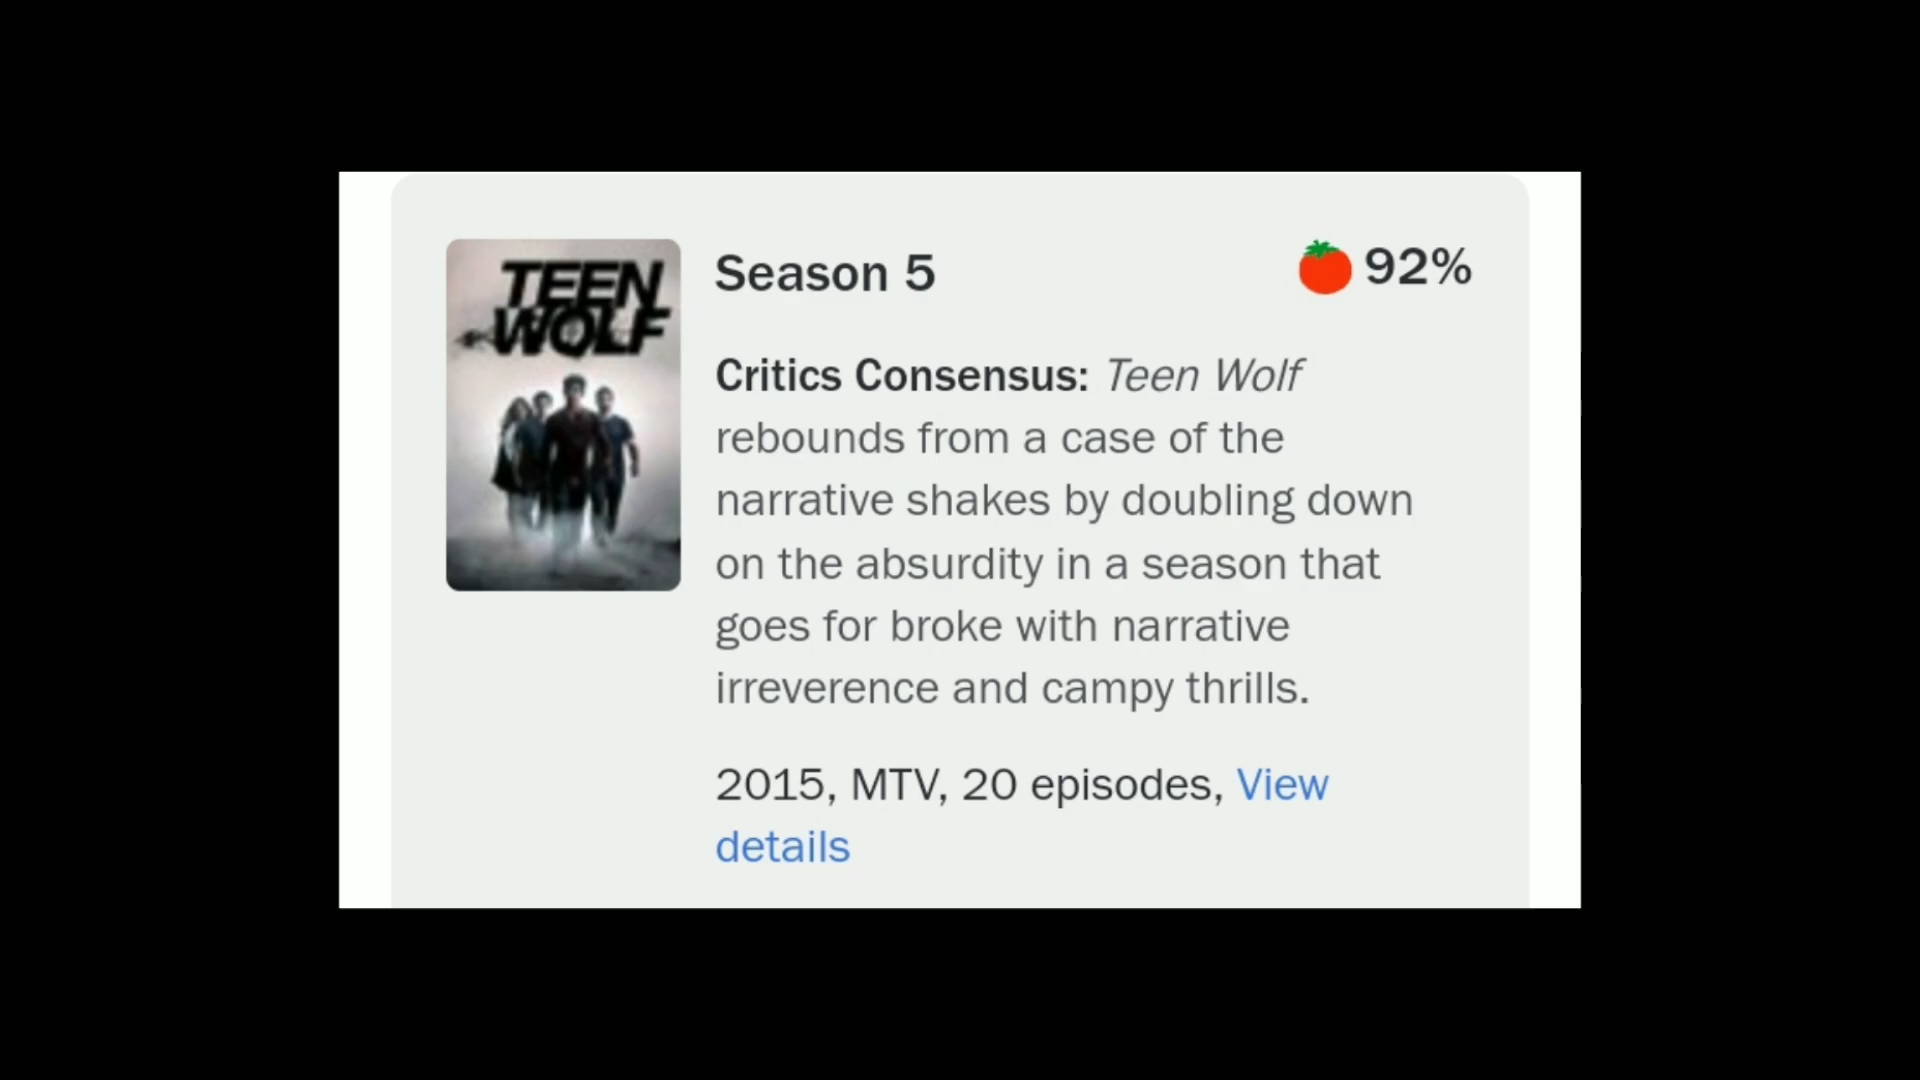 TEEN
WOLF
Season 5
92%
Critics Consensus: Teen Wolf
rebounds from a case of the
narrative shakes by doubling down
on the absurdity in a season that
goes for broke with narrative
irreverence and campy thrills.
2015, MTV, 20 episodes, View
details